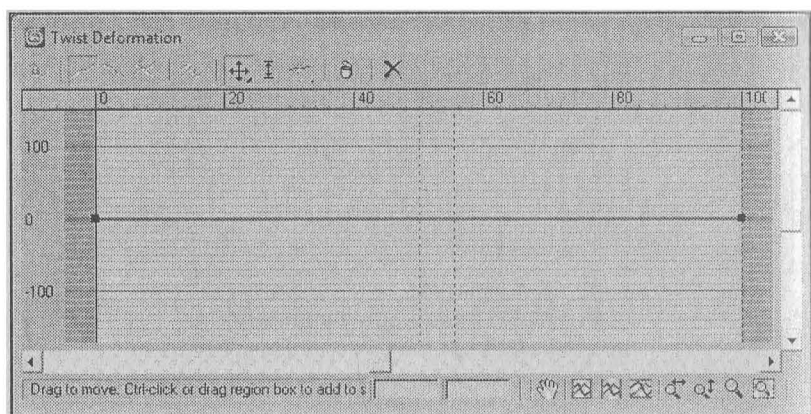 Twist Deformation
0 20 40 60 80 100
100
0
-100
Drag to move. Ctrl-click or drag region box to add to s